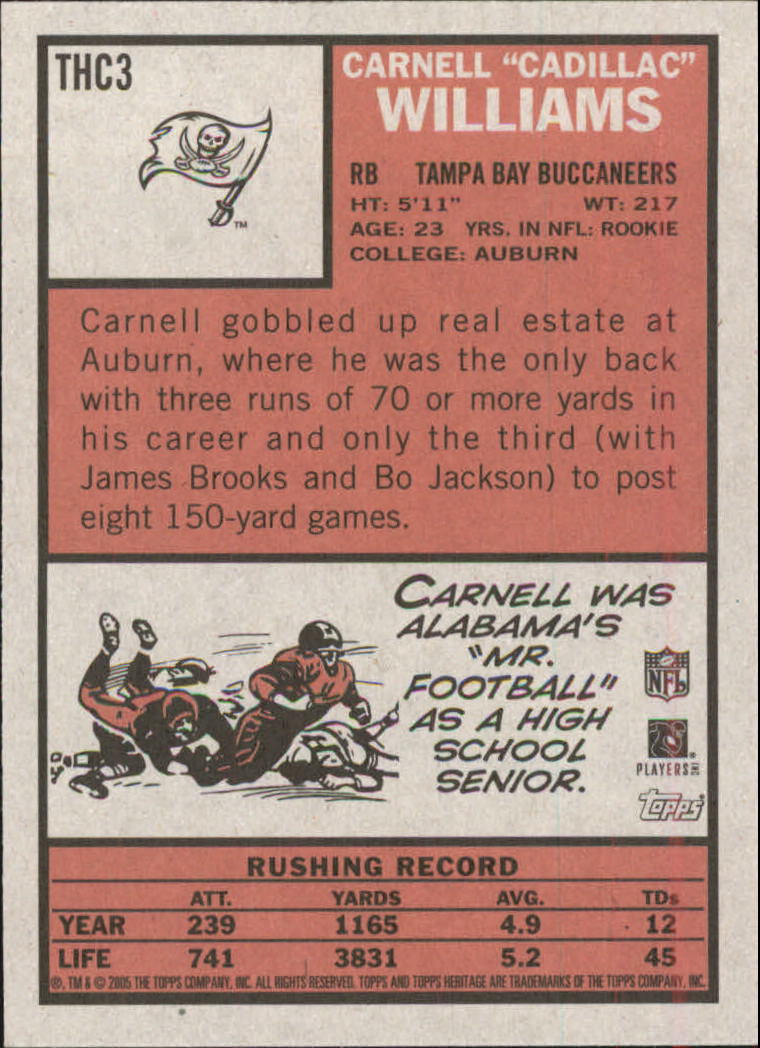 THC3
TM
CARNELL "CADILLAC"
WILLIAMS
RB TAMPA BAY BUCCANEERS
HT: 5'11" WT: 217
AGE: 23 YRS. IN NFL: ROOKIE
COLLEGE: AUBURN
Carnell gobbled up real estate at
Auburn, where he was the only back
with three runs of 70 or more yards in
his career and only the third (with
James Brooks and Bo Jackson) to post
eight 150-yard games.
CARNELL WAS
ALABAMA'S
"MR.
FOOTBALL"
AS A HIGH
SCHOOL
SENIOR.
NFL
PLAYERS INC
topps®
RUSHING RECORD
ATT. YARDS AVG. TDs
YEAR 239 1165 4.9 12
LIFE 741 3831 5.2 45
®, TM & © 2005 THE TOPPS COMPANY, INC. ALL RIGHTS RESERVED. TOPPS AND TOPPS HERITAGE ARE TRADEMARKS OF THE TOPPS COMPANY, INC.